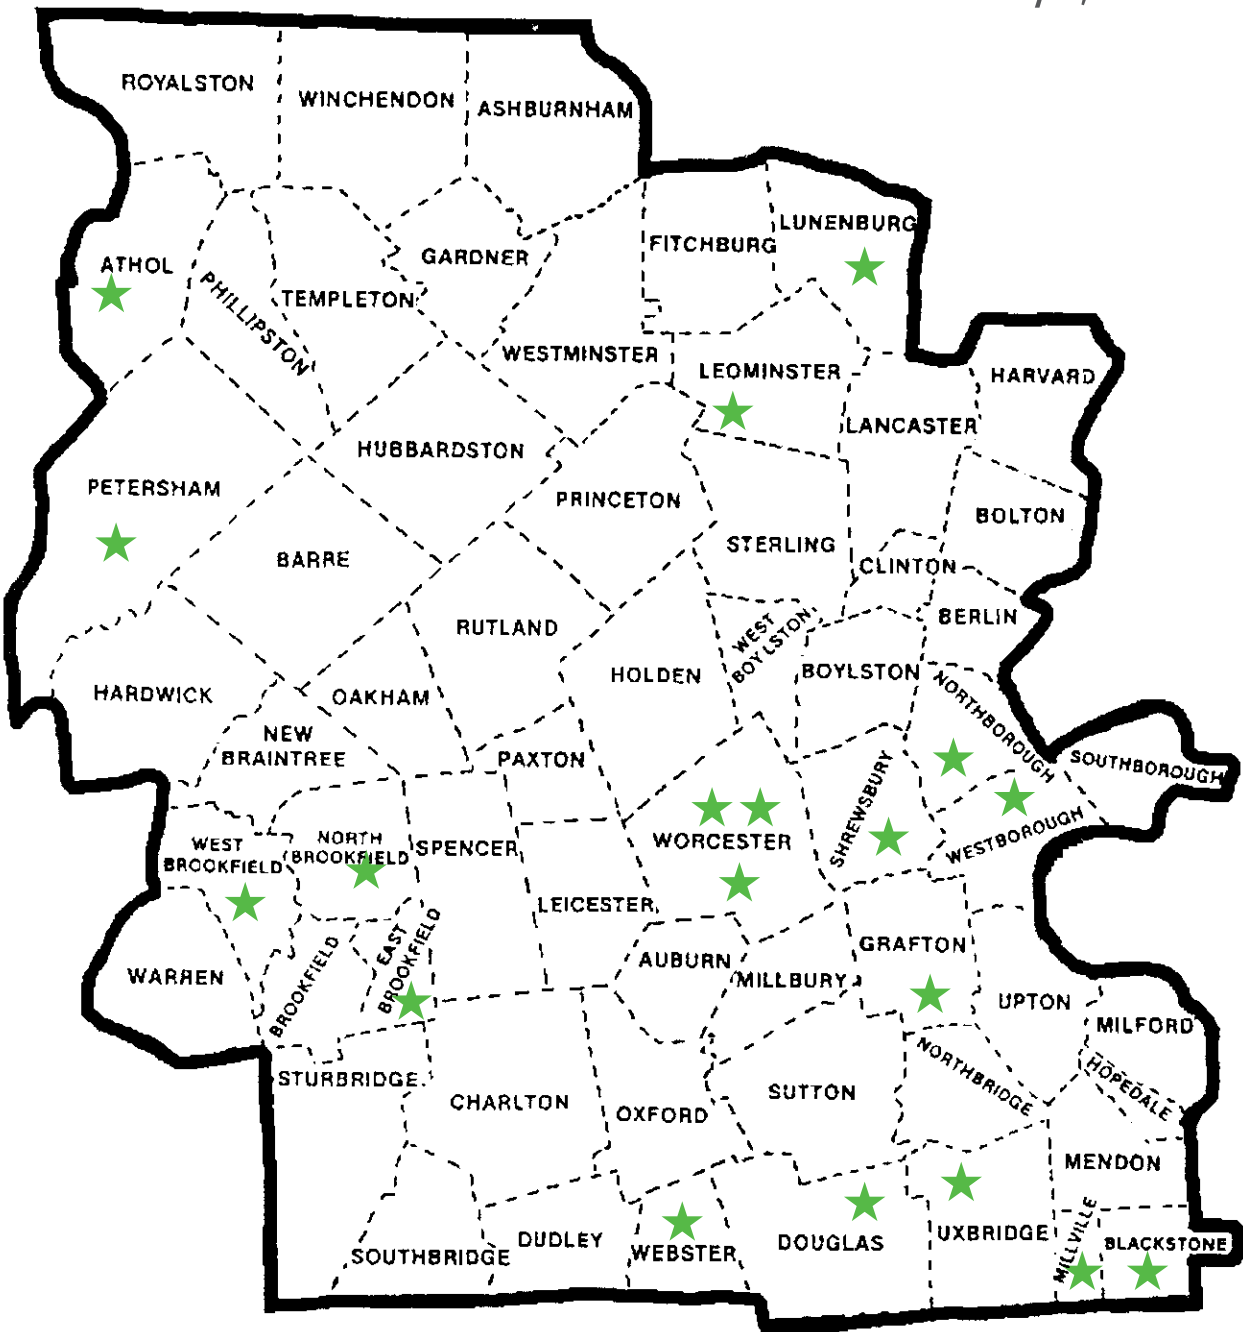 ROYALSTON
WINCHENDON
ASHBURNHAM
LUNENBURG
FITCHBURG
GARDNER
ATHOL
PHILLIPSTON
TEMPLETON
WESTMINSTER
LEOMINSTER
HARVARD
LANCASTER
HUBBARDSTON
PETERSHAM
PRINCETON
BOLTON
STERLING
BARRE
CLINTON
BERLIN
RUTLAND
WEST
BOYLSTON
HOLDEN
BOYLSTON
HARDWICK
OAKHAM
NORTHBOROUGH
NEW
BRAINTREE
PAXTON
SOUTHBOROUGH
SHREWSBURY
WESTBOROUGH
WEST
BROOKFIELD
NORTH
BROOKFIELD
SPENCER
WORCESTER
LEICESTER
GRAFTON
AUBURN
MILLBURY
WARREN
BROOKFIELD
EAST
BROOKFIELD
UPTON
MILFORD
STURBRIDGE
CHARLTON
OXFORD
SUTTON
NORTHBRIDGE
HOPEDALE
MENDON
SOUTHBRIDGE
DUDLEY
WEBSTER
DOUGLAS
UXBRIDGE
MILLVILLE
BLACKSTONE